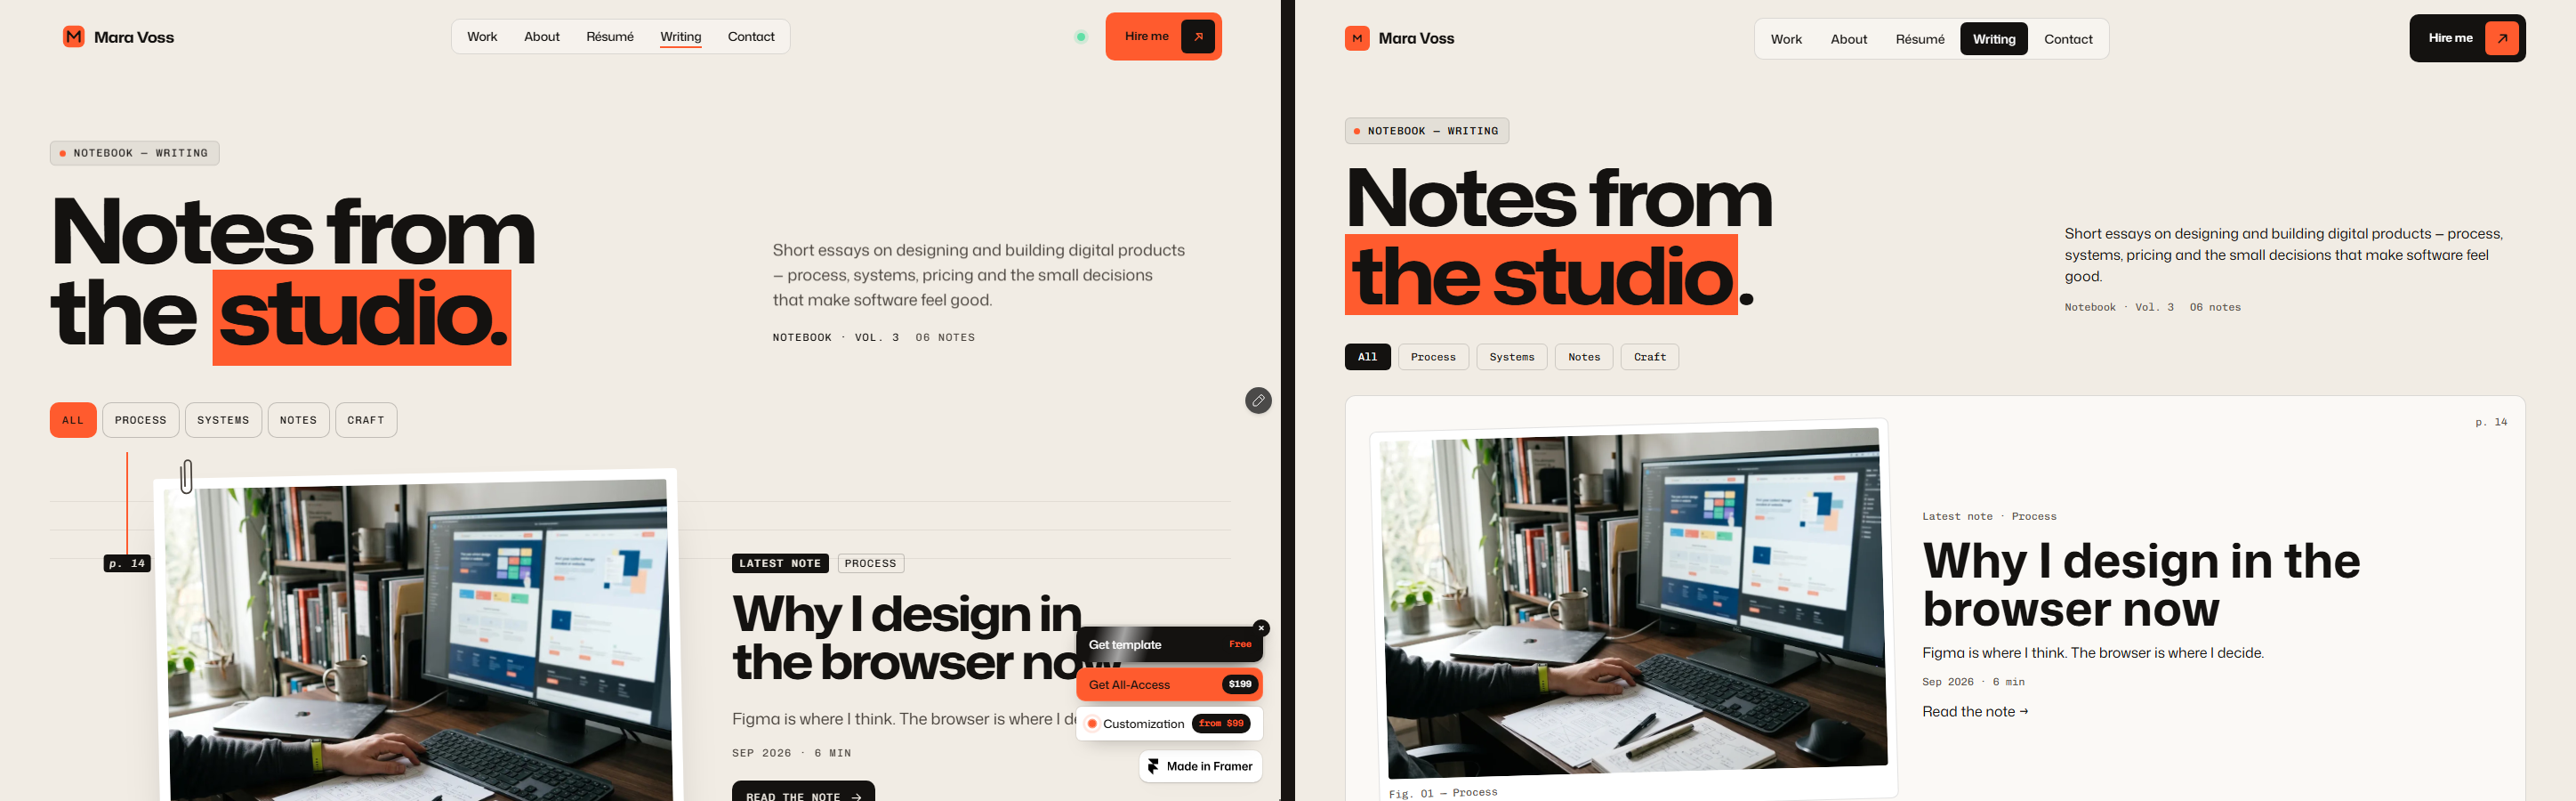 Mara Voss
Work About Résumé Writing Contact
Hire me
NOTEBOOK — WRITING
Notes from
the studio.
Short essays on designing and building digital products
— process, systems, pricing and the small decisions
that make software feel good.
NOTEBOOK · VOL. 3 06 NOTES
ALL PROCESS SYSTEMS NOTES CRAFT
p. 14
LATEST NOTE PROCESS
Why I design in
the browser now
Figma is where I think. The browser is where I de
SEP 2026 · 6 MIN
READ THE NOTE →
Get template Free
Get All-Access $199
Customization from $99
Made in Framer
Mara Voss
Work About Résumé Writing Contact
Hire me
NOTEBOOK — WRITING
Notes from
the studio.
Short essays on designing and building digital products — process,
systems, pricing and the small decisions that make software feel
good.
Notebook · Vol. 3 06 notes
All Process Systems Notes Craft
p. 14
Latest note · Process
Why I design in the
browser now
Figma is where I think. The browser is where I decide.
Sep 2026 · 6 min
Read the note →
Fig. 01 — Process